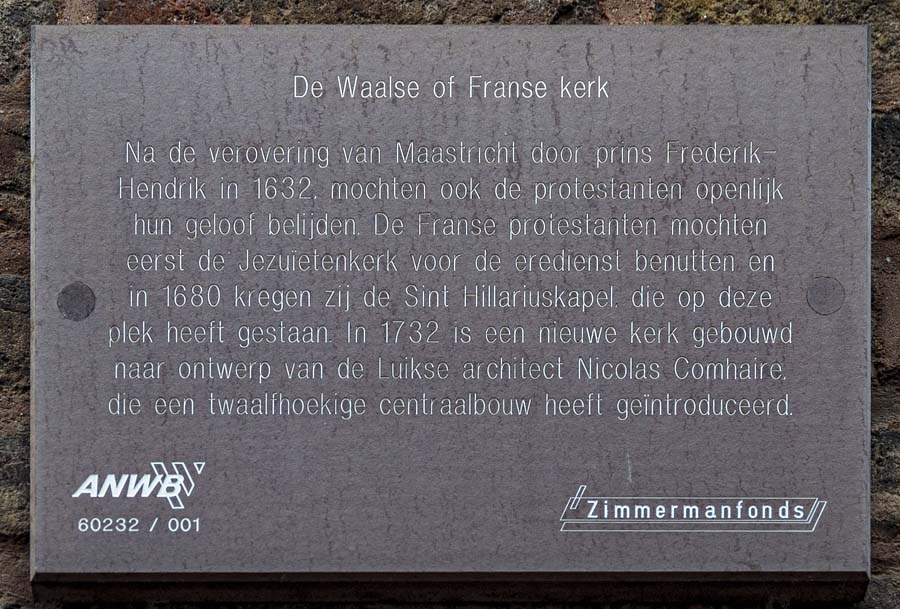 De Waalse of Franse kerk
Na de verovering van Maastricht door prins Frederik-
Hendrik in 1632, mochten ook de protestanten openlijk
hun geloof belijden. De Franse protestanten mochten
eerst de Jezuïetenkerk voor de eredienst benutten en
in 1680 kregen zij de Sint Hillariuskapel, die op deze
plek heeft gestaan. In 1732 is een nieuwe kerk gebouwd
naar ontwerp van de Luikse architect Nicolas Comhaire,
die een twaalfhoekige centraalbouw heeft geïntroduceerd.
ANWB
60232 / 001
Zimmermanfonds